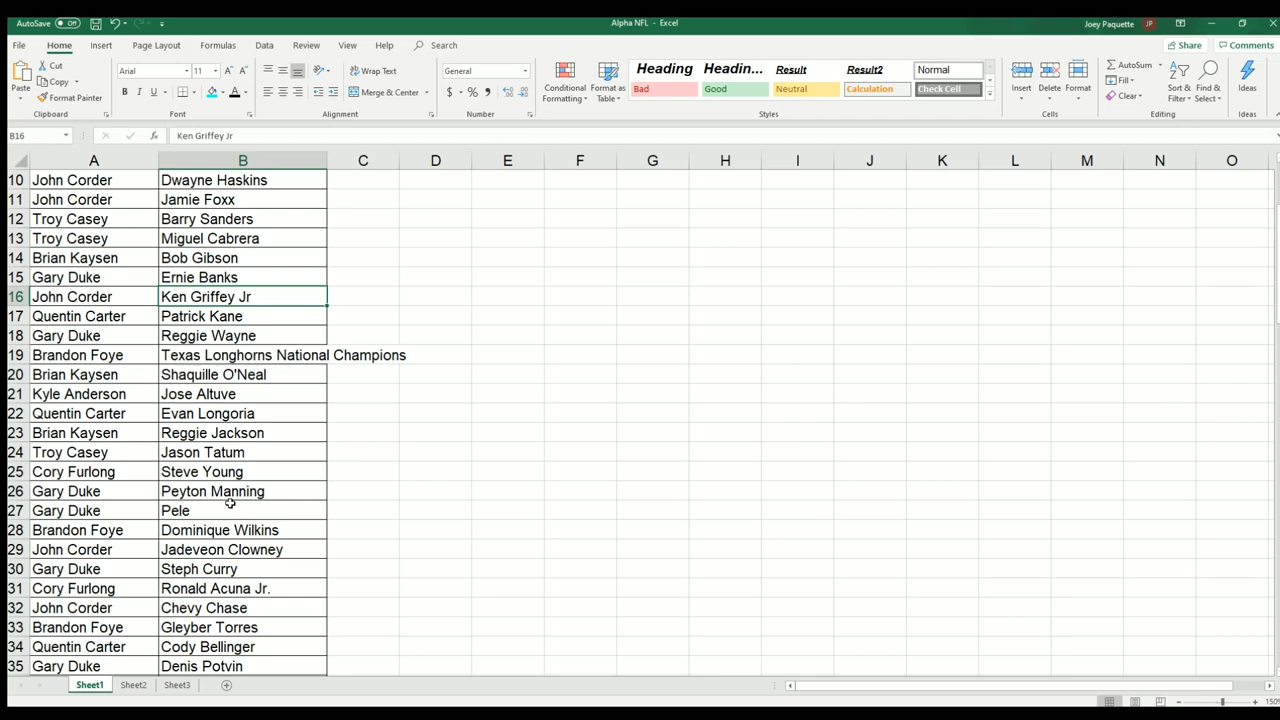 AutoSave Off Alpha NFL - Excel Joey Paquette JP
File Home Insert Page Layout Formulas Data Review View Help Search Share Comments
Cut Arial 11 Wrap Text General Heading Headin... Result Result2 Normal AutoSum
Paste Copy Conditional Format as Insert Delete Format Fill Sort & Find & Ideas
Format Painter B I U Merge & Center $ % Formatting Table Bad Good Neutral Calculation Check Cell Clear Filter Select
Clipboard Font Alignment Number Styles Cells Editing Ideas
B16 fx Ken Griffey Jr
A B C D E F G H I J K L M N O
10 John Corder Dwayne Haskins
11 John Corder Jamie Foxx
12 Troy Casey Barry Sanders
13 Troy Casey Miguel Cabrera
14 Brian Kaysen Bob Gibson
15 Gary Duke Ernie Banks
16 John Corder Ken Griffey Jr
17 Quentin Carter Patrick Kane
18 Gary Duke Reggie Wayne
19 Brandon Foye Texas Longhorns National Champions
20 Brian Kaysen Shaquille O'Neal
21 Kyle Anderson Jose Altuve
22 Quentin Carter Evan Longoria
23 Brian Kaysen Reggie Jackson
24 Troy Casey Jason Tatum
25 Cory Furlong Steve Young
26 Gary Duke Peyton Manning
27 Gary Duke Pele
28 Brandon Foye Dominique Wilkins
29 John Corder Jadeveon Clowney
30 Gary Duke Steph Curry
31 Cory Furlong Ronald Acuna Jr.
32 John Corder Chevy Chase
33 Brandon Foye Gleyber Torres
34 Quentin Carter Cody Bellinger
35 Gary Duke Denis Potvin
Sheet1 Sheet2 Sheet3
150%